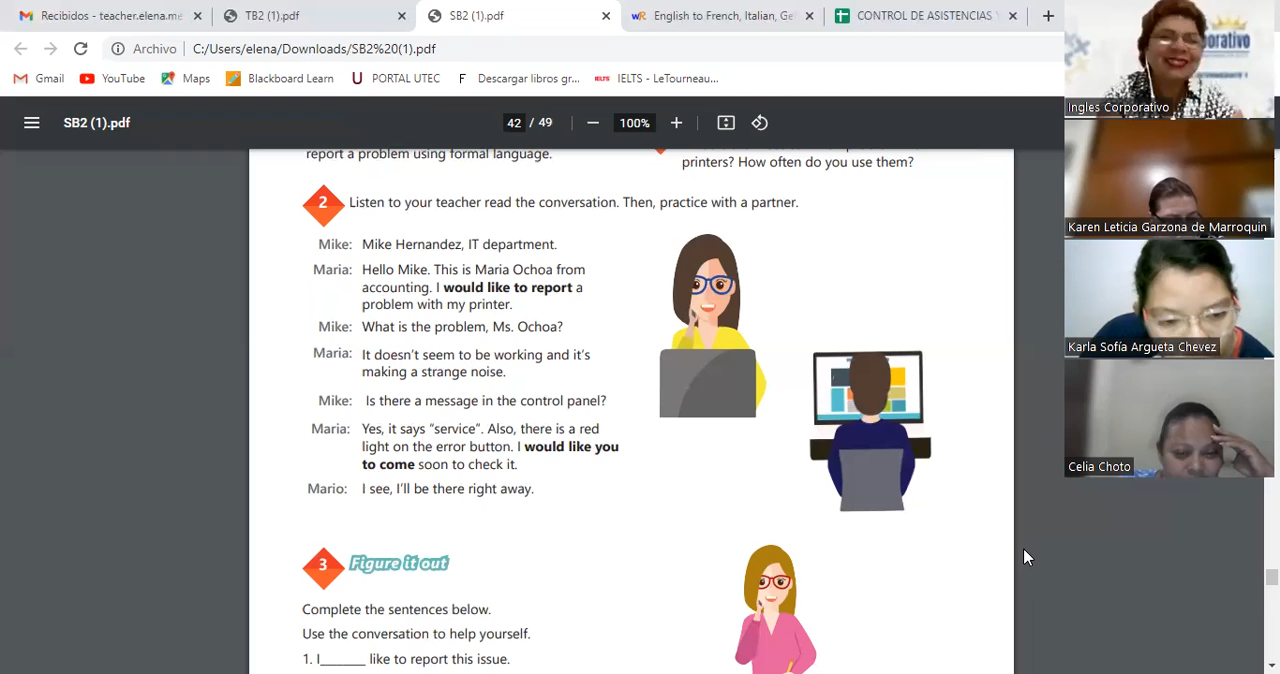 Recibidos - teacher.elena.me
TB2 (1).pdf
SB2 (1).pdf
English to French, Italian, Ge
CONTROL DE ASISTENCIAS Y
Archivo
C:/Users/elena/Downloads/SB2%20(1).pdf
Gmail
YouTube
Maps
Blackboard Learn
PORTAL UTEC
Descargar libros gr...
IELTS - LeTourneau...
SB2 (1).pdf
42 / 49
100%
report a problem using formal language.
printers? How often do you use them?
2 Listen to your teacher read the conversation. Then, practice with a partner.
Mike: Mike Hernandez, IT department.
Maria: Hello Mike. This is Maria Ochoa from
accounting. I would like to report a
problem with my printer.
Mike: What is the problem, Ms. Ochoa?
Maria: It doesn't seem to be working and it's
making a strange noise.
Mike: Is there a message in the control panel?
Maria: Yes, it says "service". Also, there is a red
light on the error button. I would like you
to come soon to check it.
Mario: I see, I'll be there right away.
3 Figure it out
Complete the sentences below.
Use the conversation to help yourself.
1. I______ like to report this issue.
orativo
Ingles Corporativo
Karen Leticia Garzona de Marroquin
Karla Sofía Argueta Chevez
Celia Choto